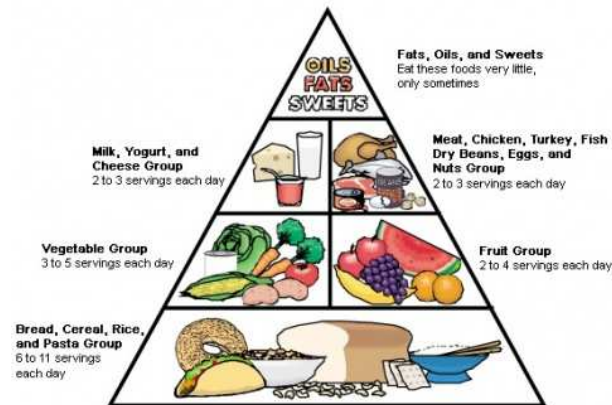 OILS
FATS
SWEETS
Fats, Oils, and Sweets
Eat these foods very little,
only sometimes
Milk, Yogurt, and
Cheese Group
2 to 3 servings each day
Meat, Chicken, Turkey, Fish
Dry Beans, Eggs, and
Nuts Group
2 to 3 servings each day
Vegetable Group
3 to 5 servings each day
Fruit Group
2 to 4 servings each day
Bread, Cereal, Rice,
and Pasta Group
6 to 11 servings
each day